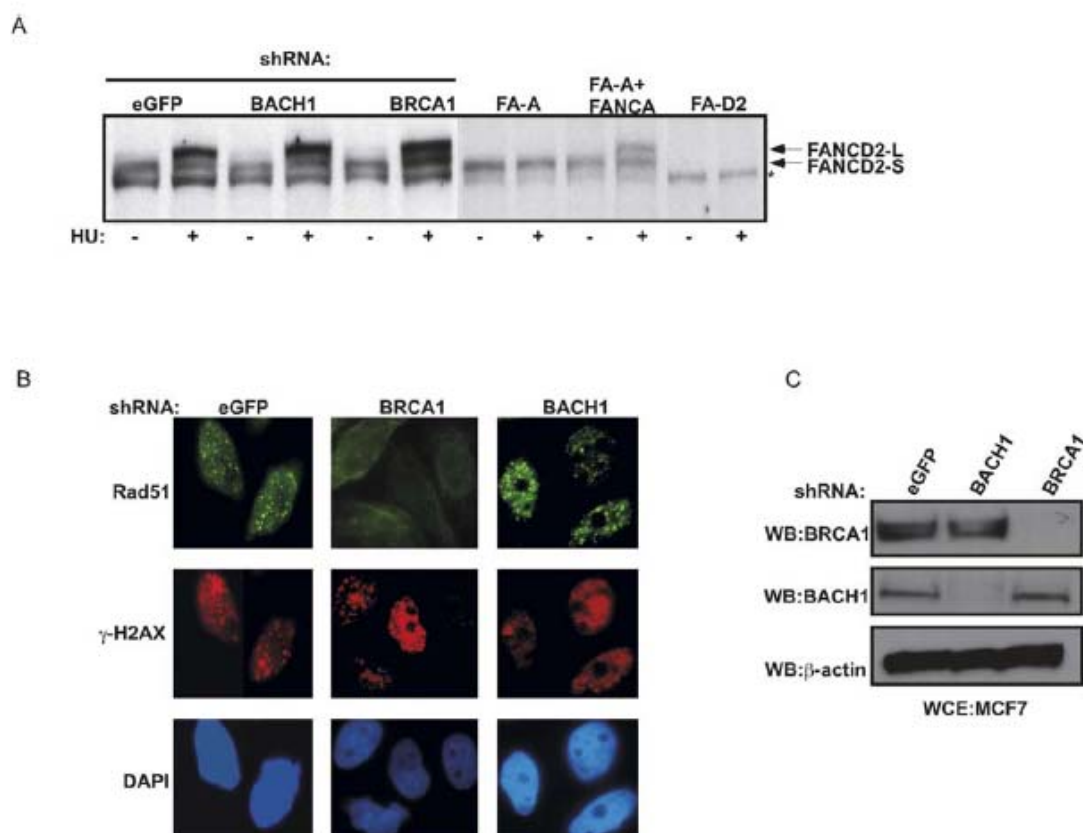 A
shRNA:
eGFP BACH1 BRCA1 FA-A FA-A+ FANCA FA-D2
FANCD2-L
FANCD2-S
*
HU: - + - + - + - + - + - +
B
shRNA: eGFP BRCA1 BACH1
Rad51
γ-H2AX
DAPI
C
shRNA: eGFP BACH1 BRCA1
WB:BRCA1
WB:BACH1
WB:β-actin
WCE:MCF7